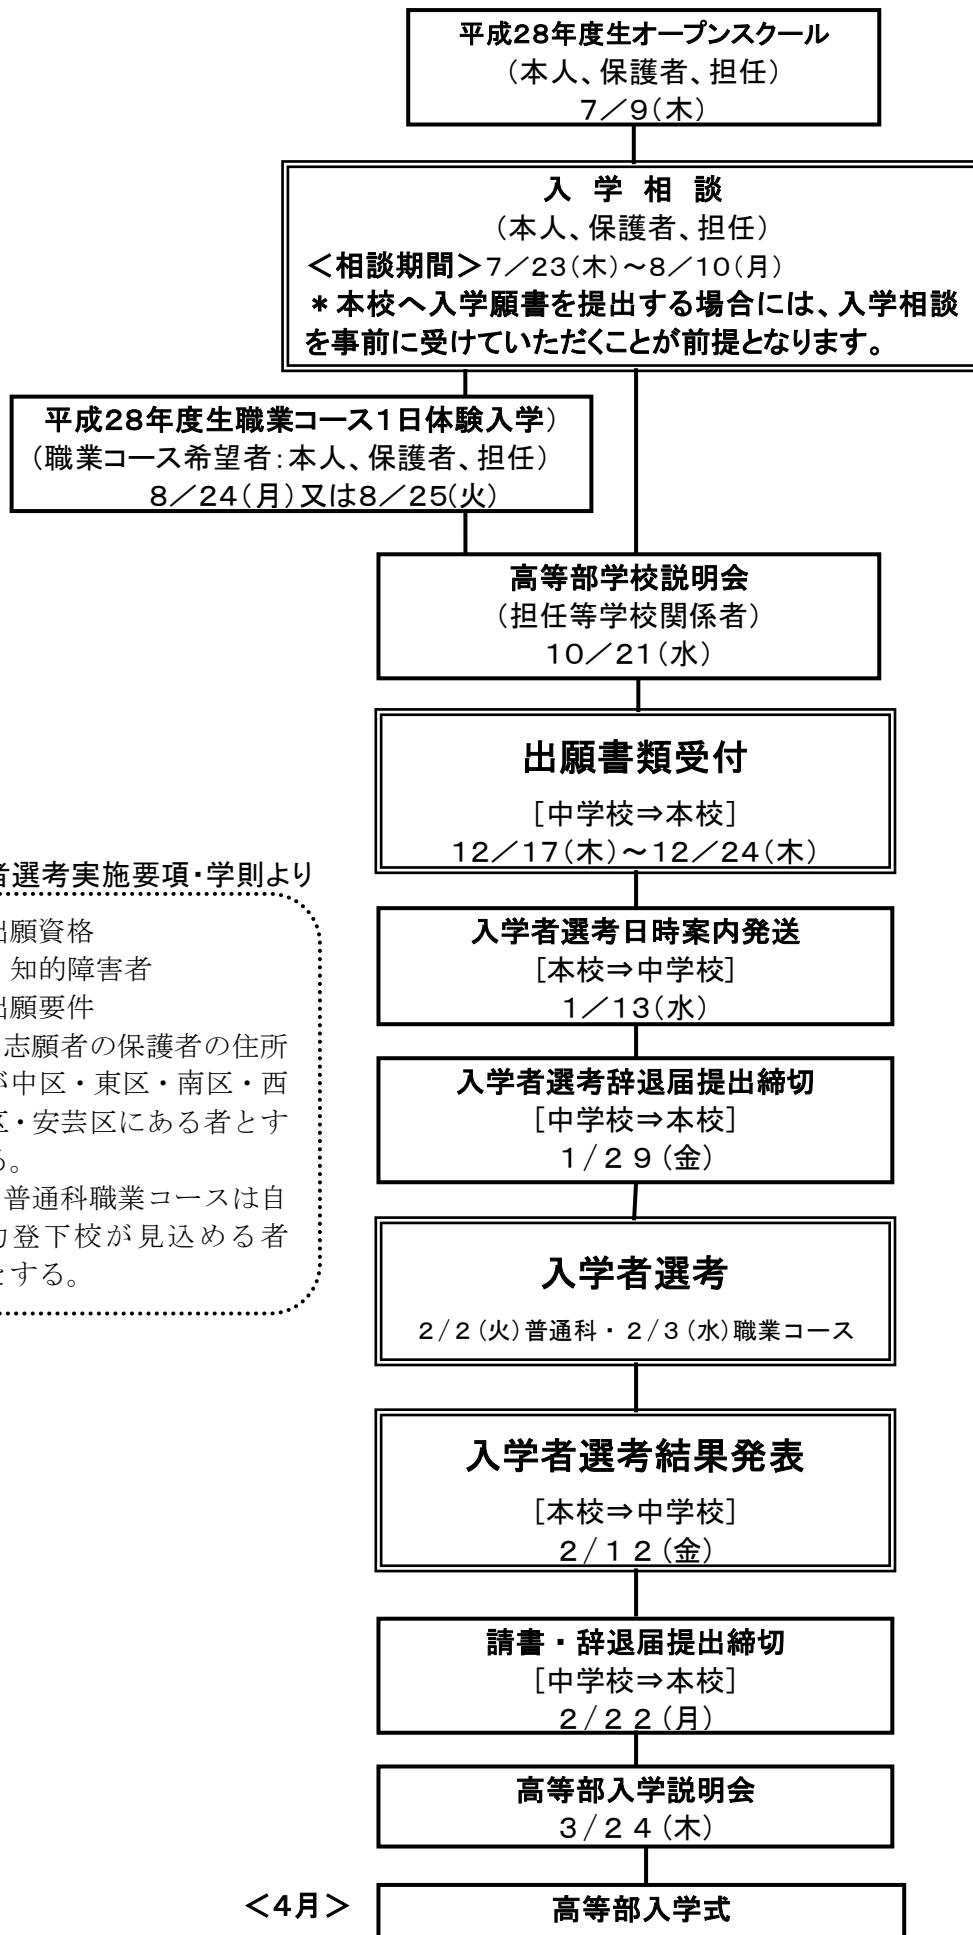 平成28年度生オープンスクール
（本人、保護者、担任）
7／9（木）
入 学 相 談
（本人、保護者、担任）
＜相談期間＞7／23（木）～8／10（月）
＊本校へ入学願書を提出する場合には、入学相談
を事前に受けていただくことが前提となります。
平成28年度生職業コース1日体験入学）
（職業コース希望者：本人、保護者、担任）
8／24（月）又は8／25（火）
高等部学校説明会
（担任等学校関係者）
10／21（水）
出願書類受付
［中学校⇒本校］
12／17（木）～12／24（木）
者選考実施要項・学則より
出願資格
知的障害者
出願要件
志願者の保護者の住所
が中区・東区・南区・西
区・安芸区にある者とす
る。
普通科職業コースは自
力登下校が見込める者
とする。
入学者選考日時案内発送
［本校⇒中学校］
1／13（水）
入学者選考辞退届提出締切
［中学校⇒本校］
1/29（金）
入学者選考
2/2（火）普通科・2/3（水）職業コース
入学者選考結果発表
［本校⇒中学校］
2/12（金）
請書・辞退届提出締切
［中学校⇒本校］
2/22（月）
高等部入学説明会
3/24（木）
＜4月＞
高等部入学式